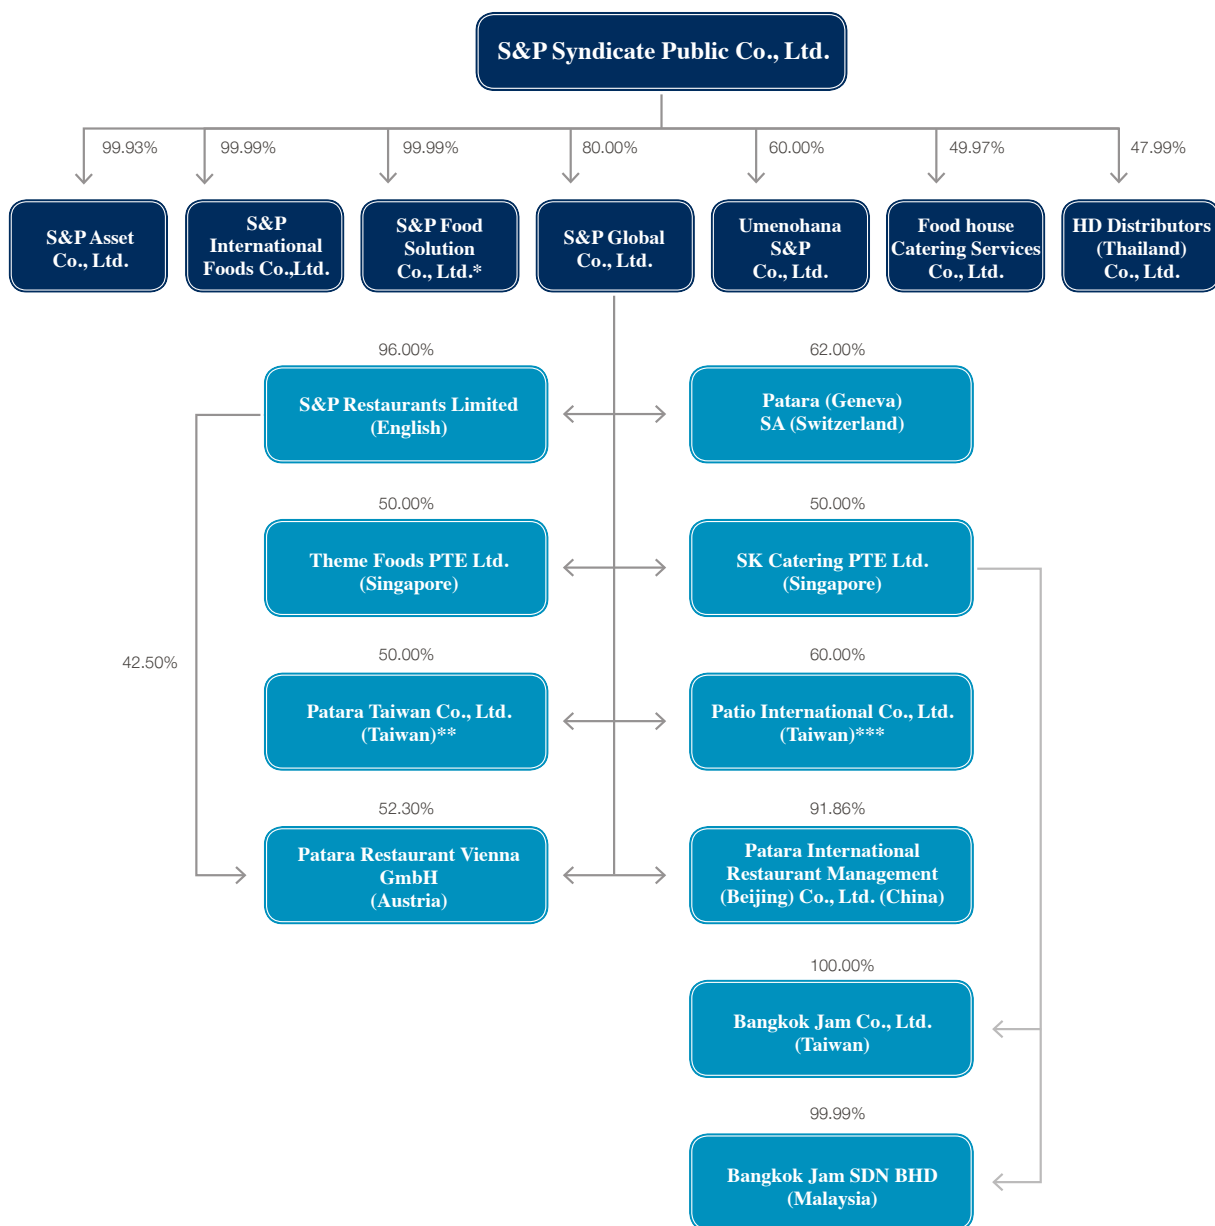 S&P Syndicate Public Co., Ltd.
99.93%
99.99%
99.99%
80.00%
60.00%
49.97%
47.99%
S&P Asset
Co., Ltd.
S&P
International
Foods Co.,Ltd.
S&P Food
Solution
Co., Ltd.*
S&P Global
Co., Ltd.
Umenohana
S&P
Co., Ltd.
Food house
Catering Services
Co., Ltd.
HD Distributors
(Thailand)
Co., Ltd.
96.00%
S&P Restaurants Limited
(English)
62.00%
Patara (Geneva)
SA (Switzerland)
50.00%
Theme Foods PTE Ltd.
(Singapore)
50.00%
SK Catering PTE Ltd.
(Singapore)
42.50%
50.00%
Patara Taiwan Co., Ltd.
(Taiwan)**
60.00%
Patio International Co., Ltd.
(Taiwan)***
52.30%
Patara Restaurant Vienna
GmbH
(Austria)
91.86%
Patara International
Restaurant Management
(Beijing) Co., Ltd. (China)
100.00%
Bangkok Jam Co., Ltd.
(Taiwan)
99.99%
Bangkok Jam SDN BHD
(Malaysia)